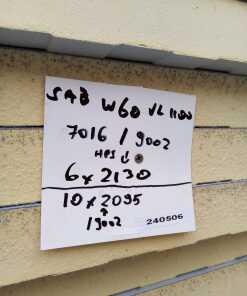 SAB W60 VL 1100
7016 / 9002
HPS ↓
6 x 2130
10 x 2095
↑
9002
240506